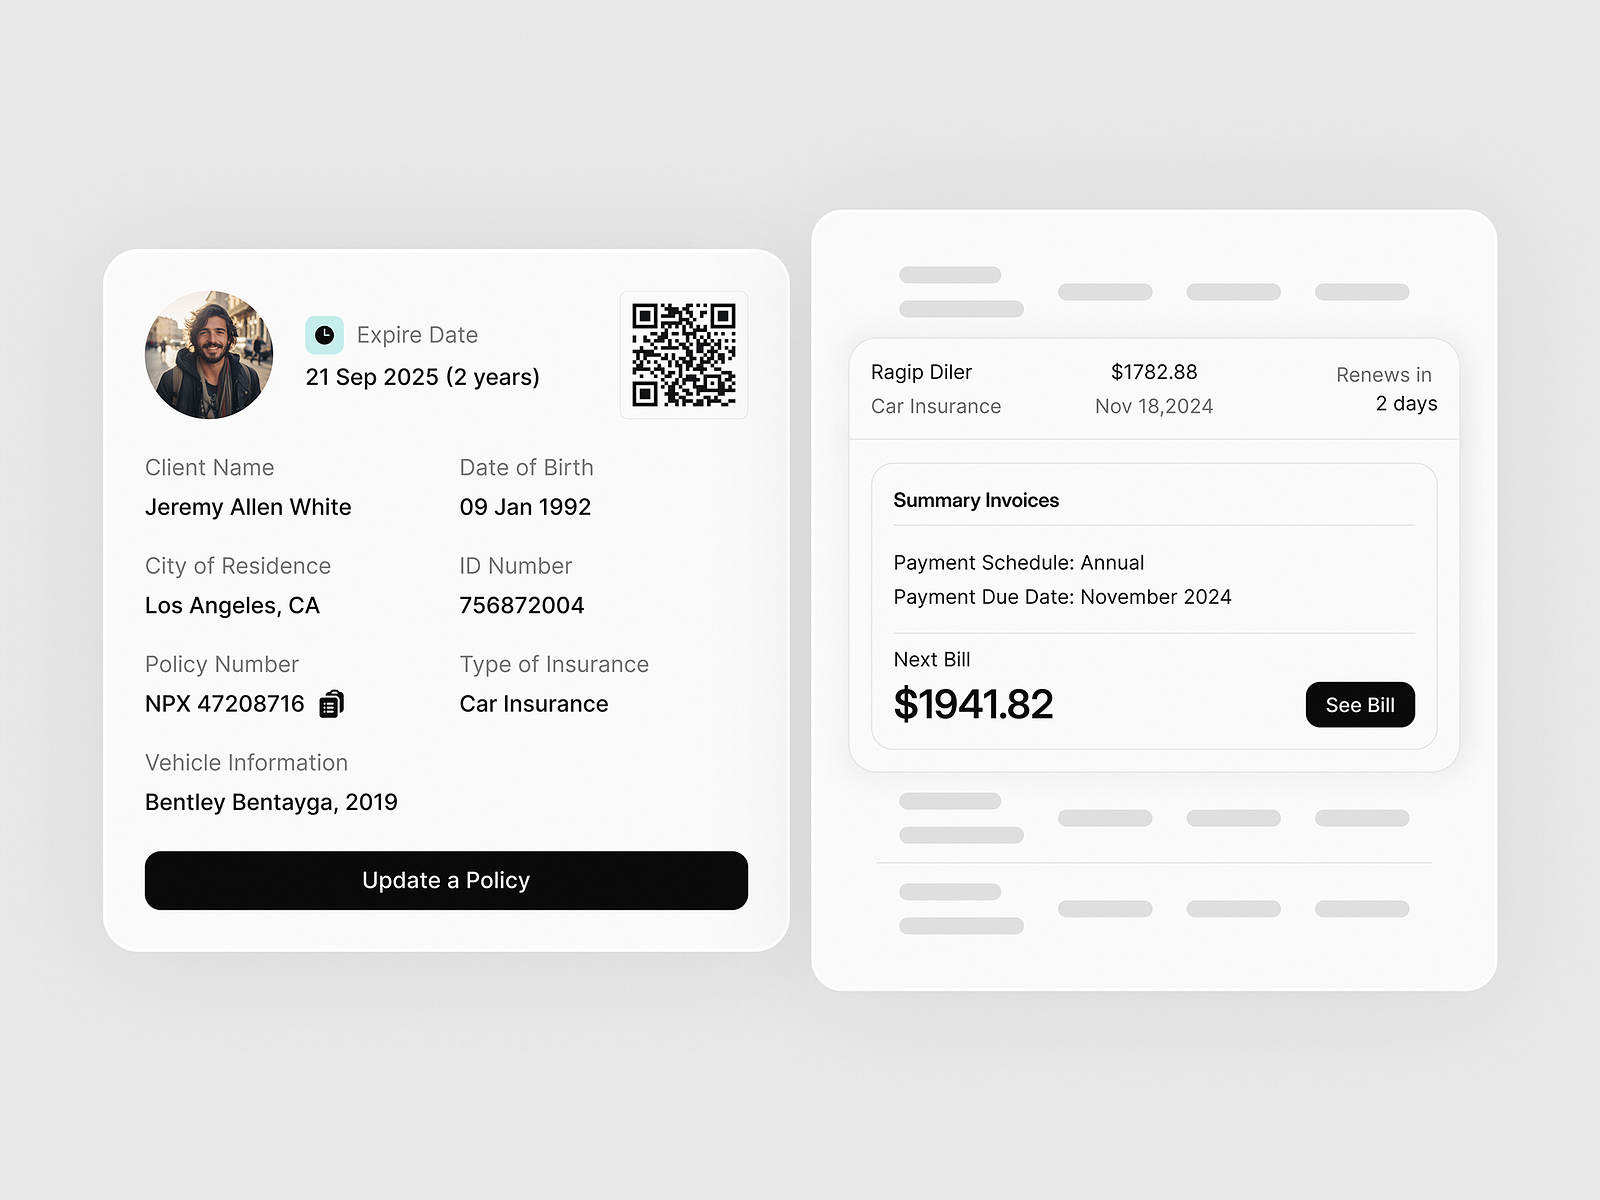 Expire Date
21 Sep 2025 (2 years)
Client Name
Jeremy Allen White
Date of Birth
09 Jan 1992
City of Residence
Los Angeles, CA
ID Number
756872004
Policy Number
NPX 47208716
Type of Insurance
Car Insurance
Vehicle Information
Bentley Bentayga, 2019
Update a Policy
Ragip Diler
Car Insurance
$1782.88
Nov 18,2024
Renews in
2 days
Summary Invoices
Payment Schedule: Annual
Payment Due Date: November 2024
Next Bill
$1941.82
See Bill